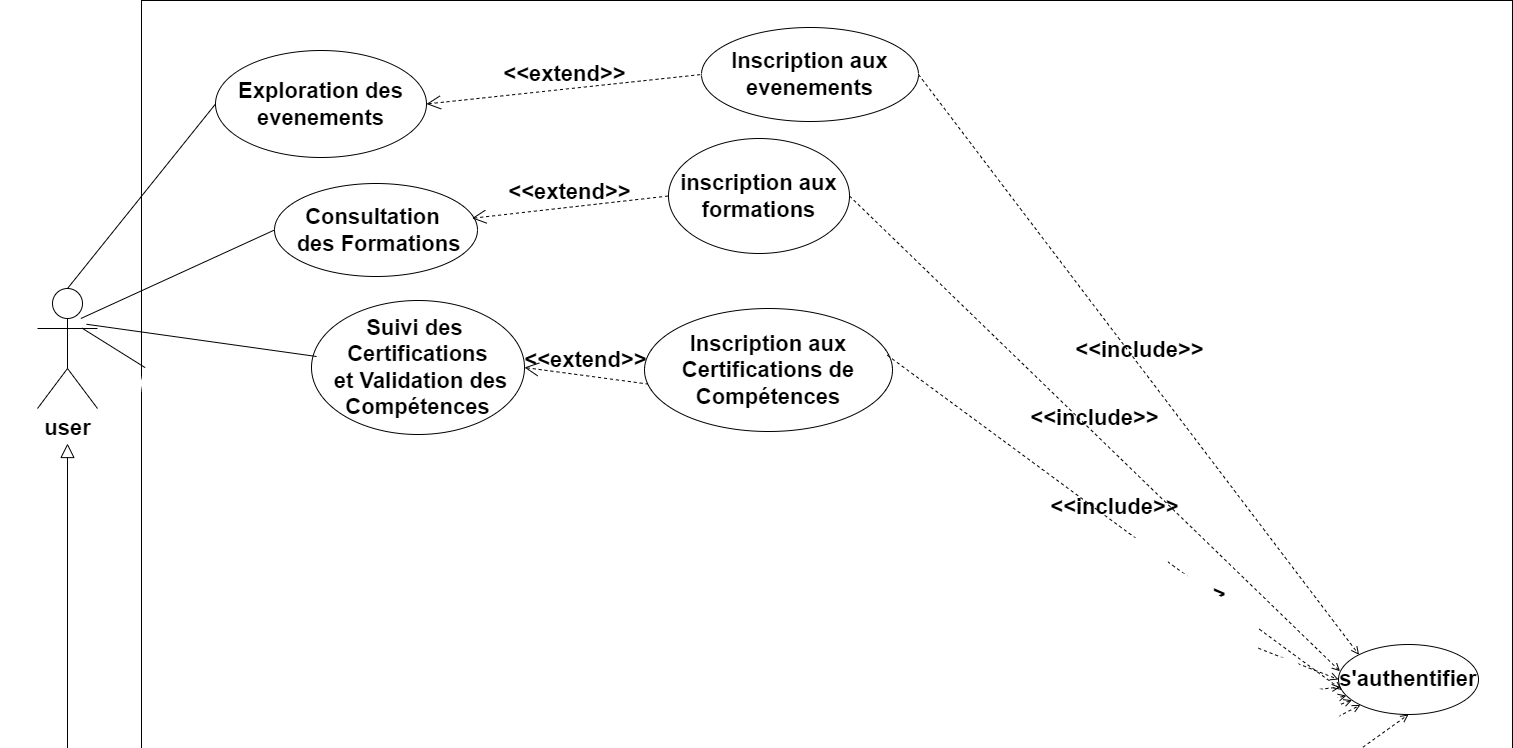 Exploration des
evenements
<<extend>>
Inscription aux
evenements
Consultation
des Formations
<<extend>>
inscription aux
formations
Suivi des
Certifications
et Validation des
Compétences
<<extend>>
Inscription aux
Certifications de
Compétences
user
<<include>>
<<include>>
<<include>>
s'authentifier